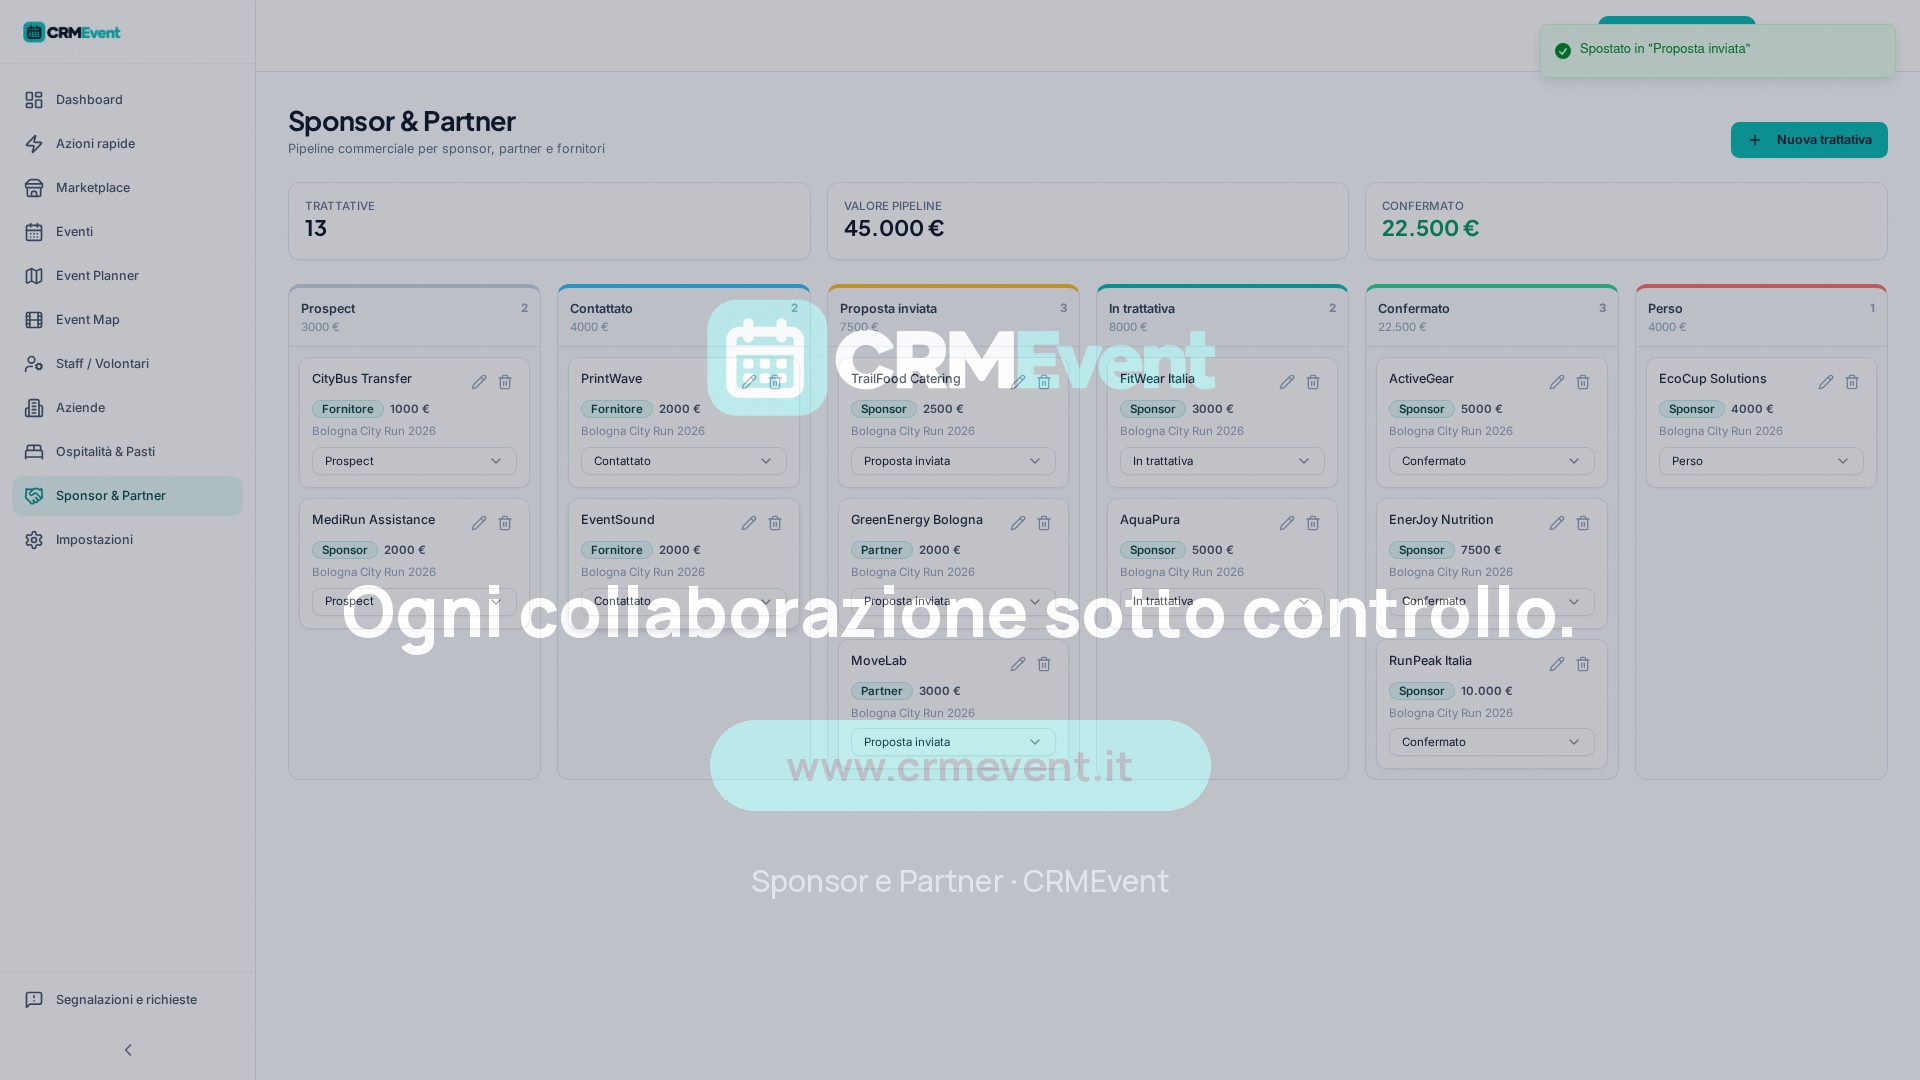 CRMEvent
Dashboard
Azioni rapide
Marketplace
Eventi
Event Planner
Event Map
Staff / Volontari
Aziende
Ospitalità & Pasti
Sponsor & Partner
Impostazioni
Segnalazioni e richieste
Spostato in "Proposta inviata"
Sponsor & Partner
Pipeline commerciale per sponsor, partner e fornitori
Nuova trattativa
TRATTATIVE
13
VALORE PIPELINE
45.000 €
CONFERMATO
22.500 €
Prospect 2
3000 €
CityBus Transfer
Fornitore 1000 €
Bologna City Run 2026
Prospect
MediRun Assistance
Sponsor 2000 €
Bologna City Run 2026
Prospect
Contattato 2
4000 €
PrintWave
Fornitore 2000 €
Bologna City Run 2026
Contattato
EventSound
Fornitore 2000 €
Bologna City Run 2026
Contattato
Proposta inviata 3
7500 €
TrailFood Catering
Sponsor 2500 €
Bologna City Run 2026
Proposta inviata
GreenEnergy Bologna
Partner 2000 €
Bologna City Run 2026
Proposta inviata
MoveLab
Partner 3000 €
Bologna City Run 2026
Proposta inviata
In trattativa 2
8000 €
FitWear Italia
Sponsor 3000 €
Bologna City Run 2026
In trattativa
AquaPura
Sponsor 5000 €
Bologna City Run 2026
In trattativa
Confermato 3
22.500 €
ActiveGear
Sponsor 5000 €
Bologna City Run 2026
Confermato
EnerJoy Nutrition
Sponsor 7500 €
Bologna City Run 2026
Confermato
RunPeak Italia
Sponsor 10.000 €
Bologna City Run 2026
Confermato
Perso 1
4000 €
EcoCup Solutions
Sponsor 4000 €
Bologna City Run 2026
Perso
CRMEvent
Ogni collaborazione sotto controllo.
www.crmevent.it
Sponsor e Partner · CRMEvent